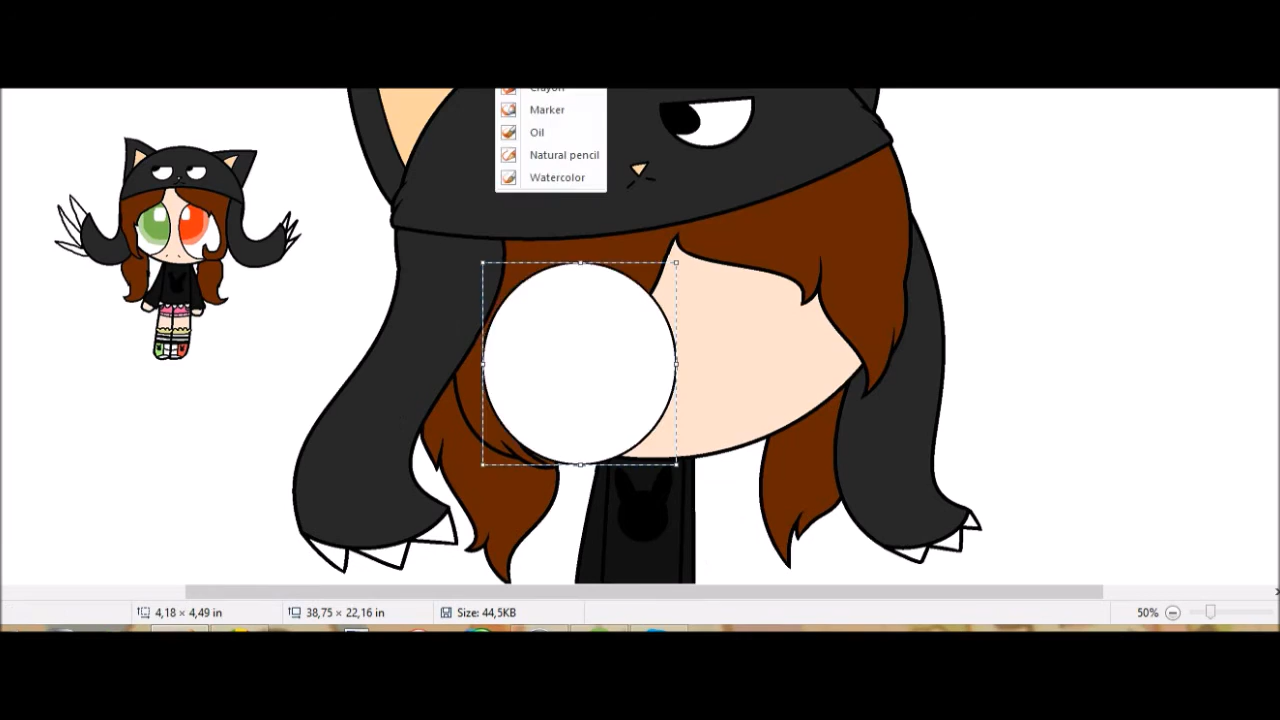 Crayon
Marker
Oil
Natural pencil
Watercolor
4,18 × 4,49 in
38,75 × 22,16 in
Size: 44,5KB
50%